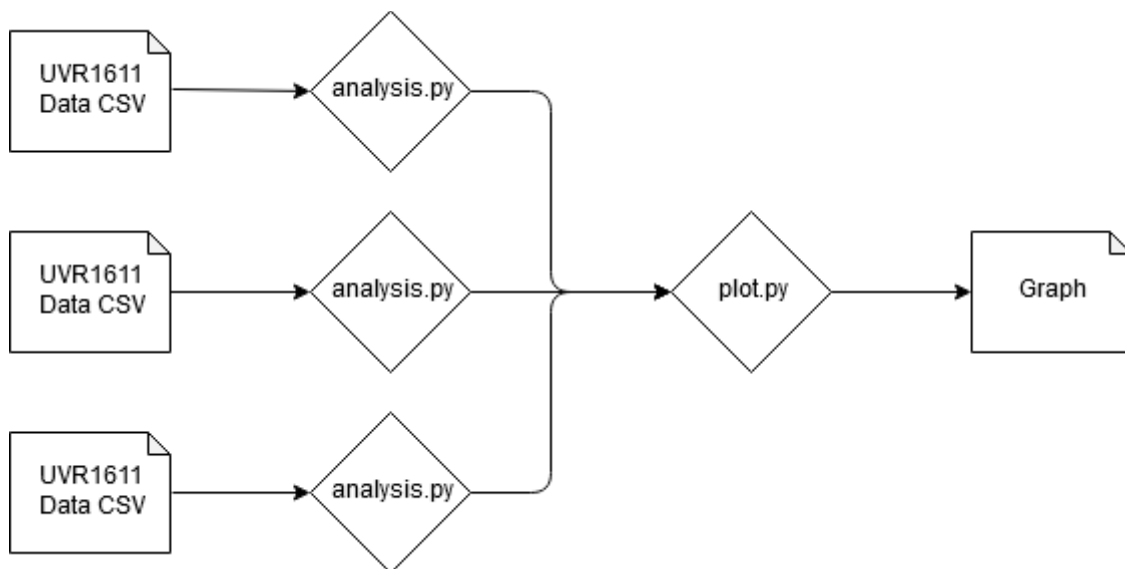 UVR1611
Data CSV
analysis.py
UVR1611
Data CSV
analysis.py
plot.py
Graph
UVR1611
Data CSV
analysis.py